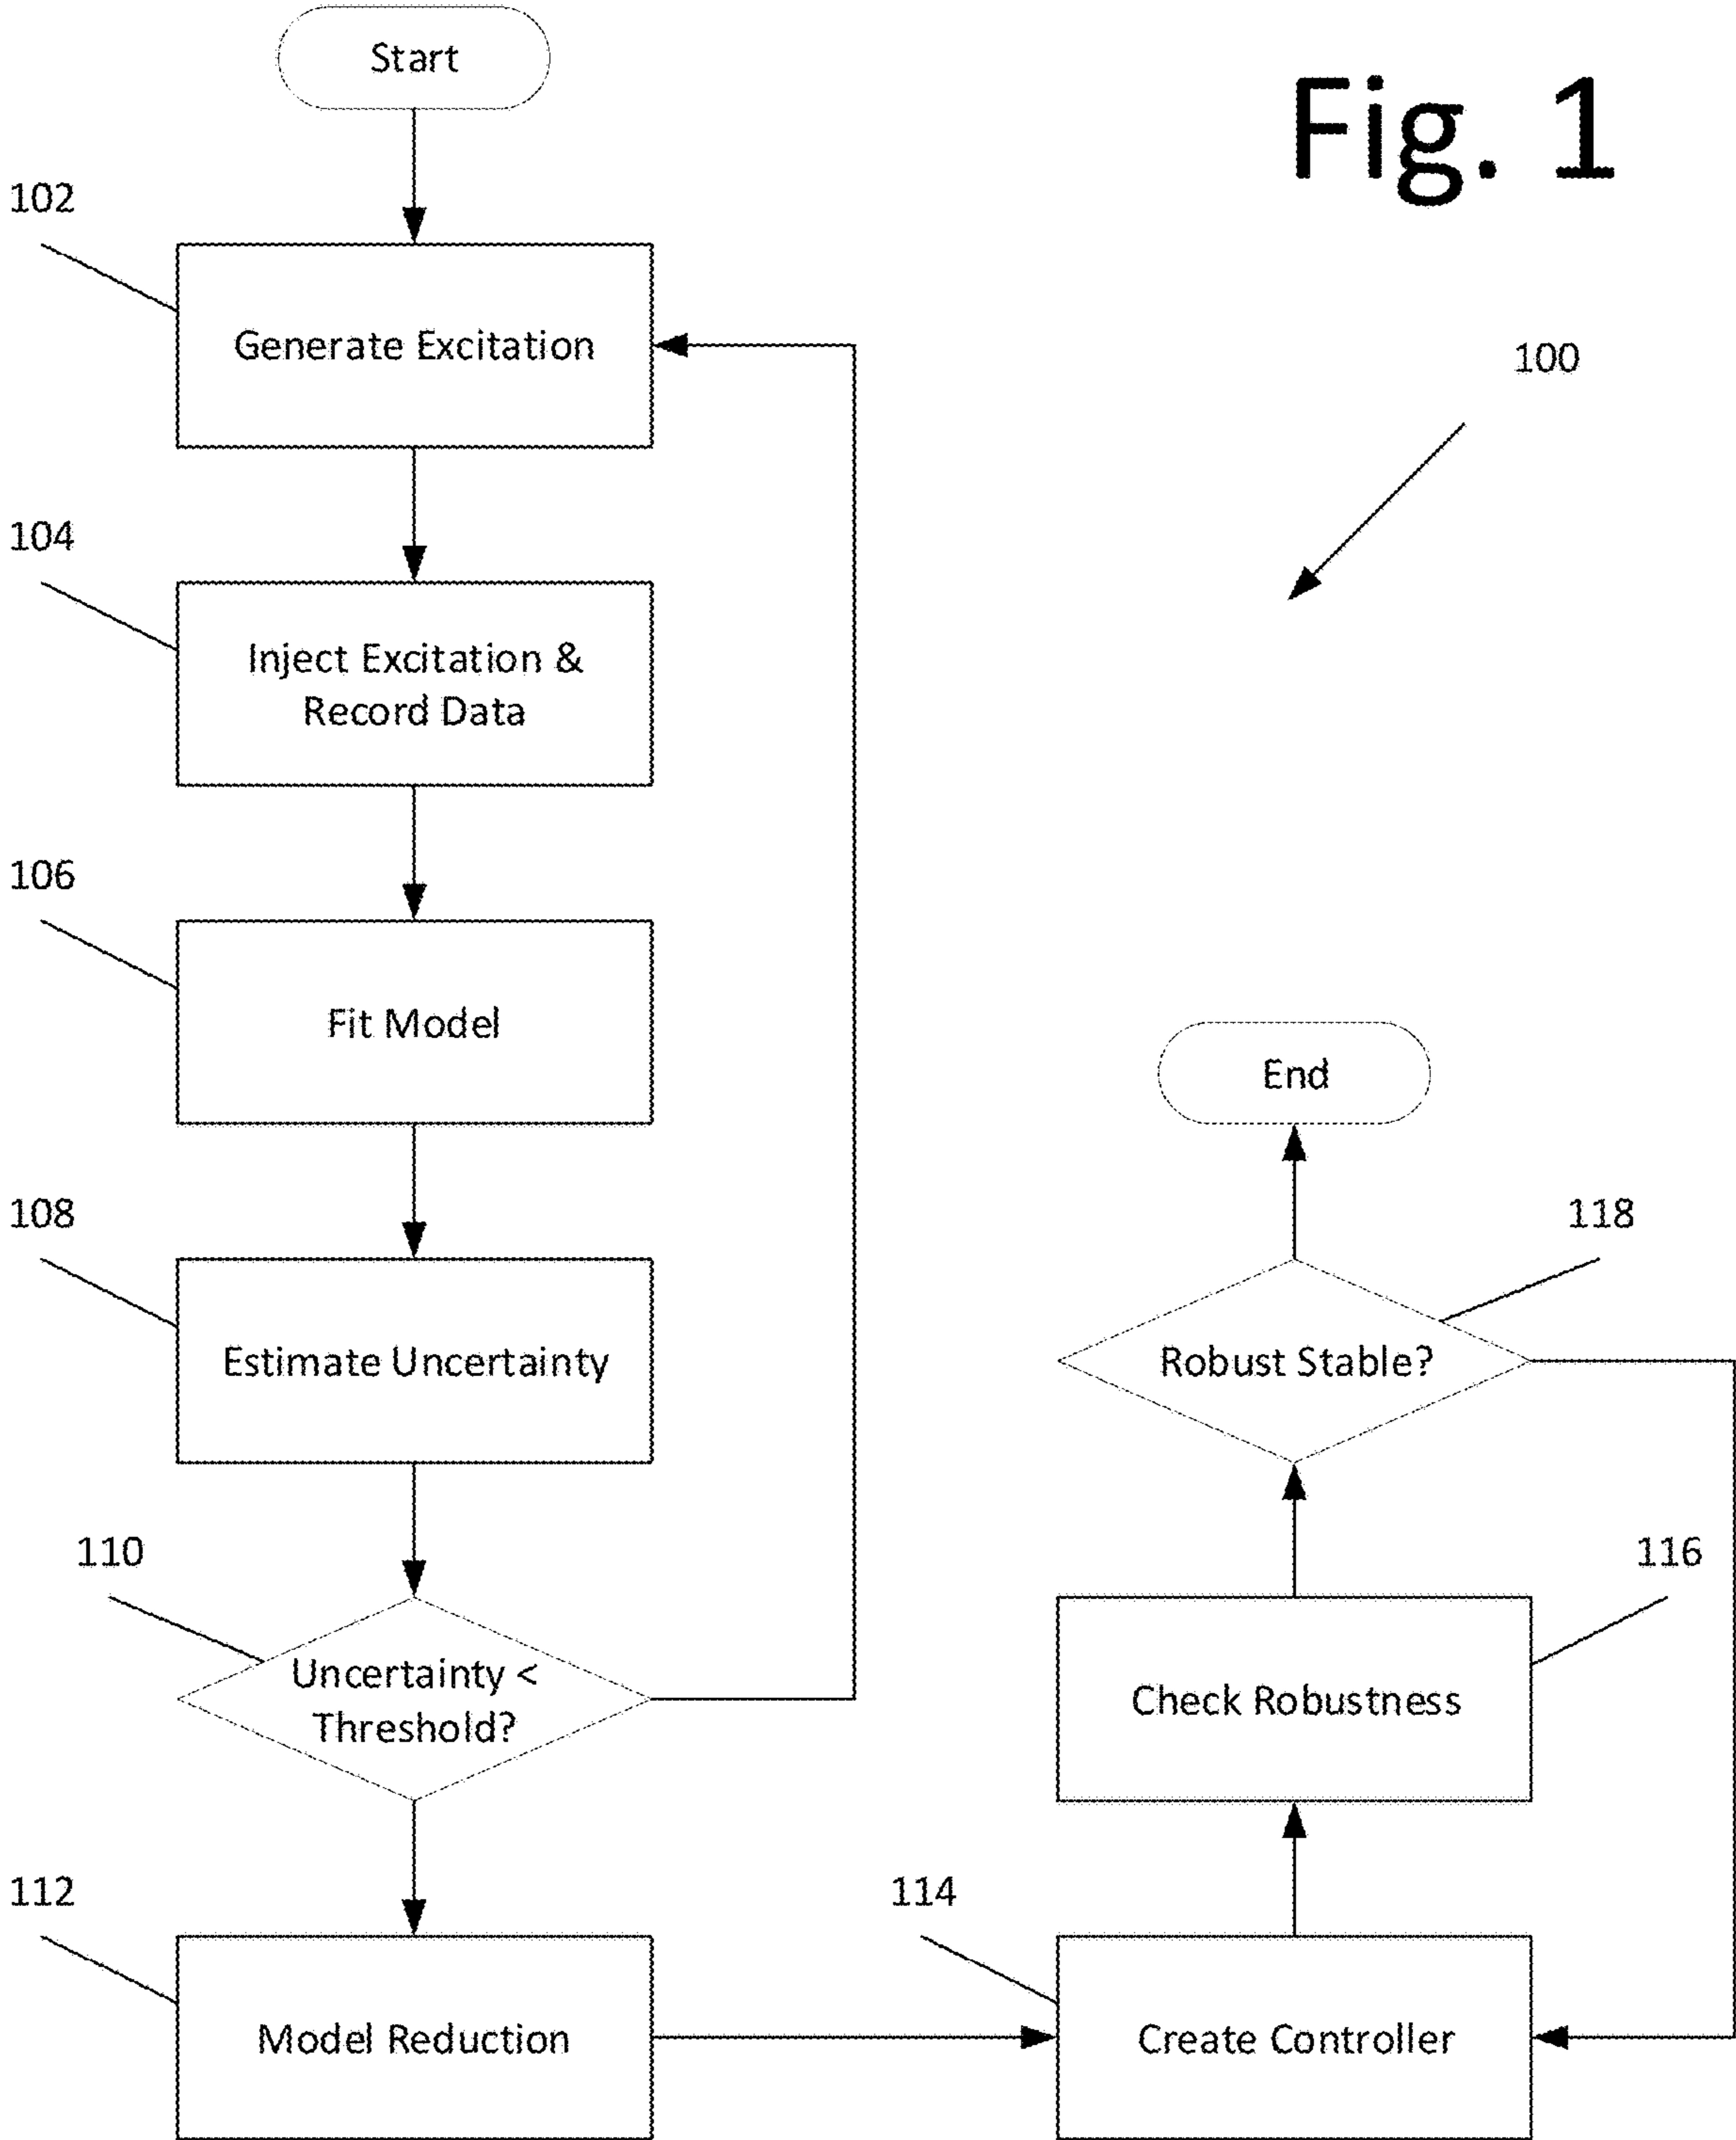 Start
Fig. 1
102
Generate Excitation
100
104
Inject Excitation &
Record Data
106
Fit Model
End
108
118
Estimate Uncertainty
Robust Stable?
110
116
Uncertainty <
Threshold?
Check Robustness
112
114
Model Reduction
Create Controller